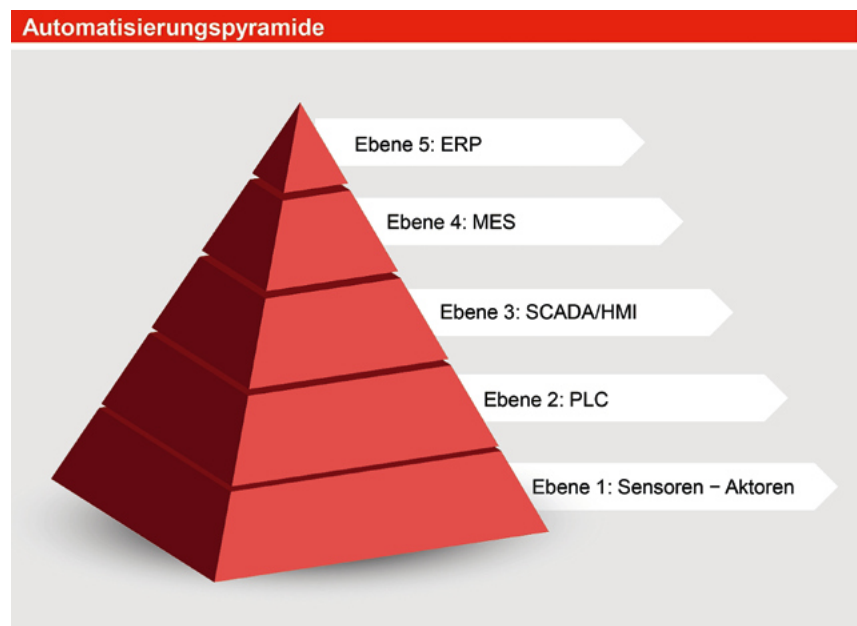 Automatisierungspyramide
Ebene 5: ERP
Ebene 4: MES
Ebene 3: SCADA/HMI
Ebene 2: PLC
Ebene 1: Sensoren – Aktoren